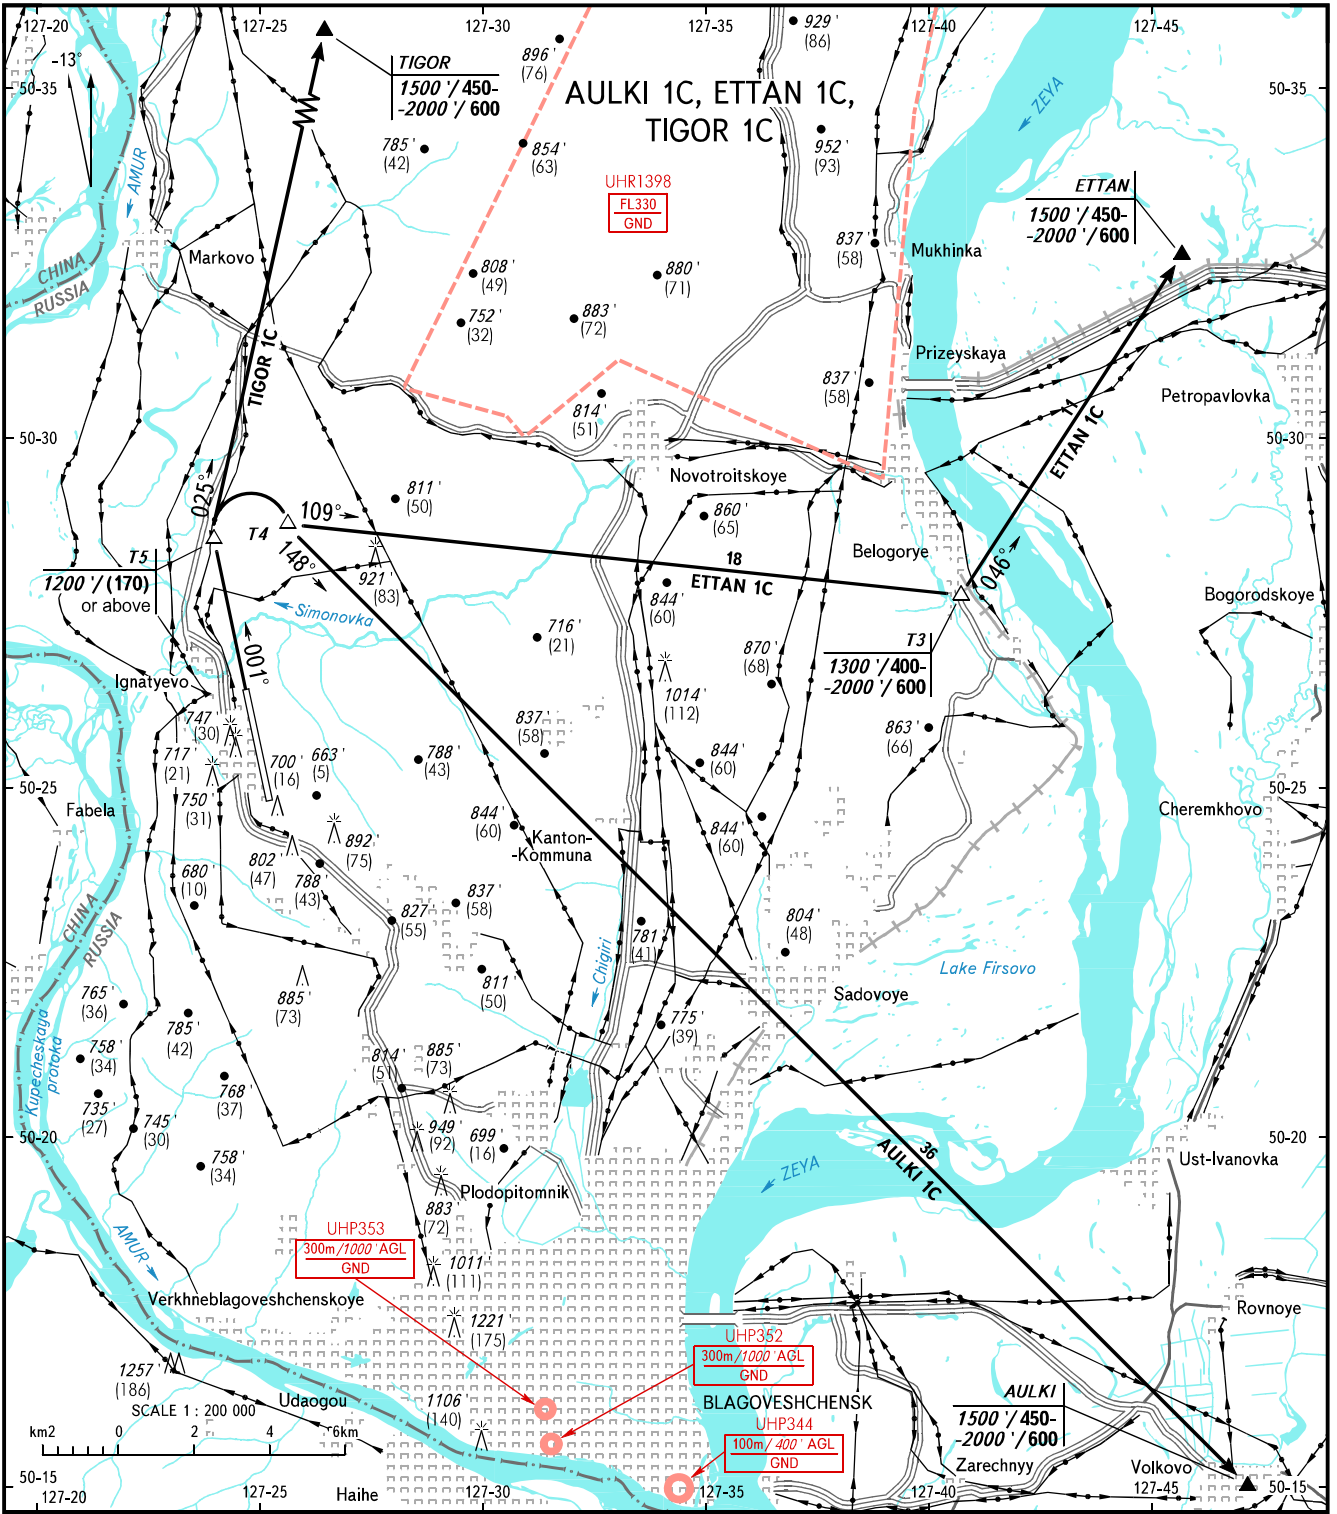 127-20
127-25
127-30
127-35
127-40
127-45
-13°
50-35
50-35
TIGOR
1500 '/ 450-
-2000 '/ 600
896 '
(76)
929 '
(86)
AULKI 1C, ETTAN 1C,
TIGOR 1C
785 '
(42)
854 '
(63)
952 '
(93)
ZEYA
AMUR
UHR1398
FL330
GND
ETTAN
1500 '/ 450-
-2000 '/ 600
Markovo
CHINA
RUSSIA
808 '
(49)
880 '
(71)
837 '
(58)
Mukhinka
752 '
(32)
883 '
(72)
TIGOR 1C
Prizeyskaya
837 '
(58)
Petropavlovka
814 '
(51)
11
ETTAN 1C
50-30
50-30
Novotroitskoye
025°
811 '
(50)
860 '
(65)
T4
109°
148°
Belogorye
T5
1200 '/ (170)
or above
921 '
(83)
18
ETTAN 1C
046°
844 '
(60)
Bogorodskoye
Simonovka
716 '
(21)
870 '
(68)
T3
1300 '/ 400-
-2000 '/ 600
001°
Ignatyevo
1014 '
(112)
747 '
(30)
837 '
(58)
863 '
(66)
717 '
(21)
700 '
(16)
663 '
(5)
788 '
(43)
844 '
(60)
50-25
50-25
750 '
(31)
Fabela
844 '
(60)
844 '
(60)
Cheremkhovo
892 '
(75)
Kanton-
-Kommuna
802 '
(47)
788 '
(43)
680 '
(10)
837 '
(58)
827 '
(55)
804 '
(48)
781 '
(41)
CHINA
RUSSIA
Chigiri
Lake Firsovo
885 '
(73)
811 '
(50)
Sadovoye
765 '
(36)
785 '
(42)
775 '
(39)
Kupecheskaya
protoka
758 '
(34)
814 '
(51)
885 '
(73)
768 '
(37)
735 '
(27)
745 '
(30)
949 '
(92)
699 '
(16)
50-20
50-20
36
AULKI 1C
758 '
(34)
ZEYA
Ust-Ivanovka
Plodopitomnik
883 '
(72)
UHP353
300m/1000 ' AGL
GND
AMUR
1011 '
(111)
Verkhneblagoveshchenskoye
Rovnoye
1221 '
(175)
UHP352
300m/1000 ' AGL
GND
1257 '
(186)
Udaogou
1106 '
(140)
BLAGOVESHCHENSK
AULKI
1500 '/ 450-
-2000 '/ 600
SCALE 1 : 200 000
km2
0
2
4
6km
UHP344
100m/ 400 ' AGL
GND
Zarechnyy
Volkovo
50-15
50-15
Haihe
127-20
127-25
127-30
127-35
127-40
127-45